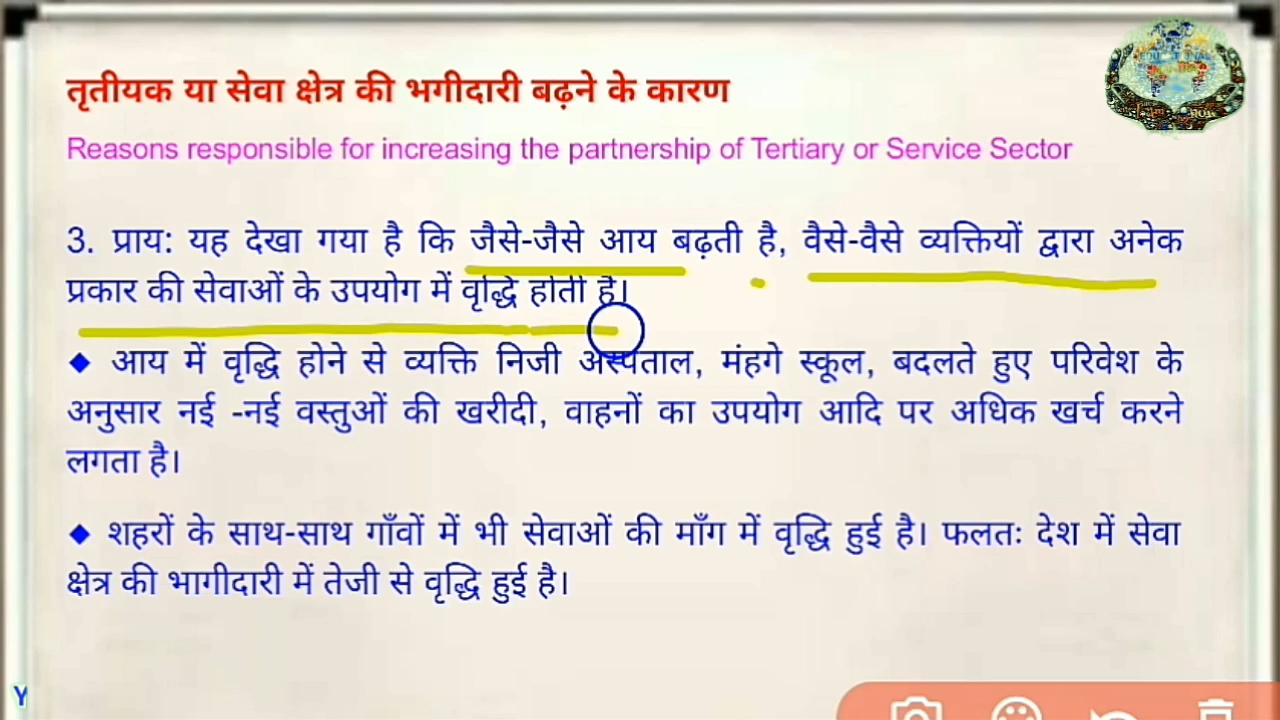 तृतीयक या सेवा क्षेत्र की भगीदारी बढ़ने के कारण
Reasons responsible for increasing the partnership of Tertiary or Service Sector
3. प्राय: यह देखा गया है कि जैसे-जैसे आय बढ़ती है, वैसे-वैसे व्यक्तियों द्वारा अनेक
प्रकार की सेवाओं के उपयोग में वृद्धि होती है।
◆ आय में वृद्धि होने से व्यक्ति निजी अस्पताल, मंहगे स्कूल, बदलते हुए परिवेश के
अनुसार नई -नई वस्तुओं की खरीदी, वाहनों का उपयोग आदि पर अधिक खर्च करने
लगता है।
◆ शहरों के साथ-साथ गाँवों में भी सेवाओं की माँग में वृद्धि हुई है। फलतः देश में सेवा
क्षेत्र की भागीदारी में तेजी से वृद्धि हुई है।
Y